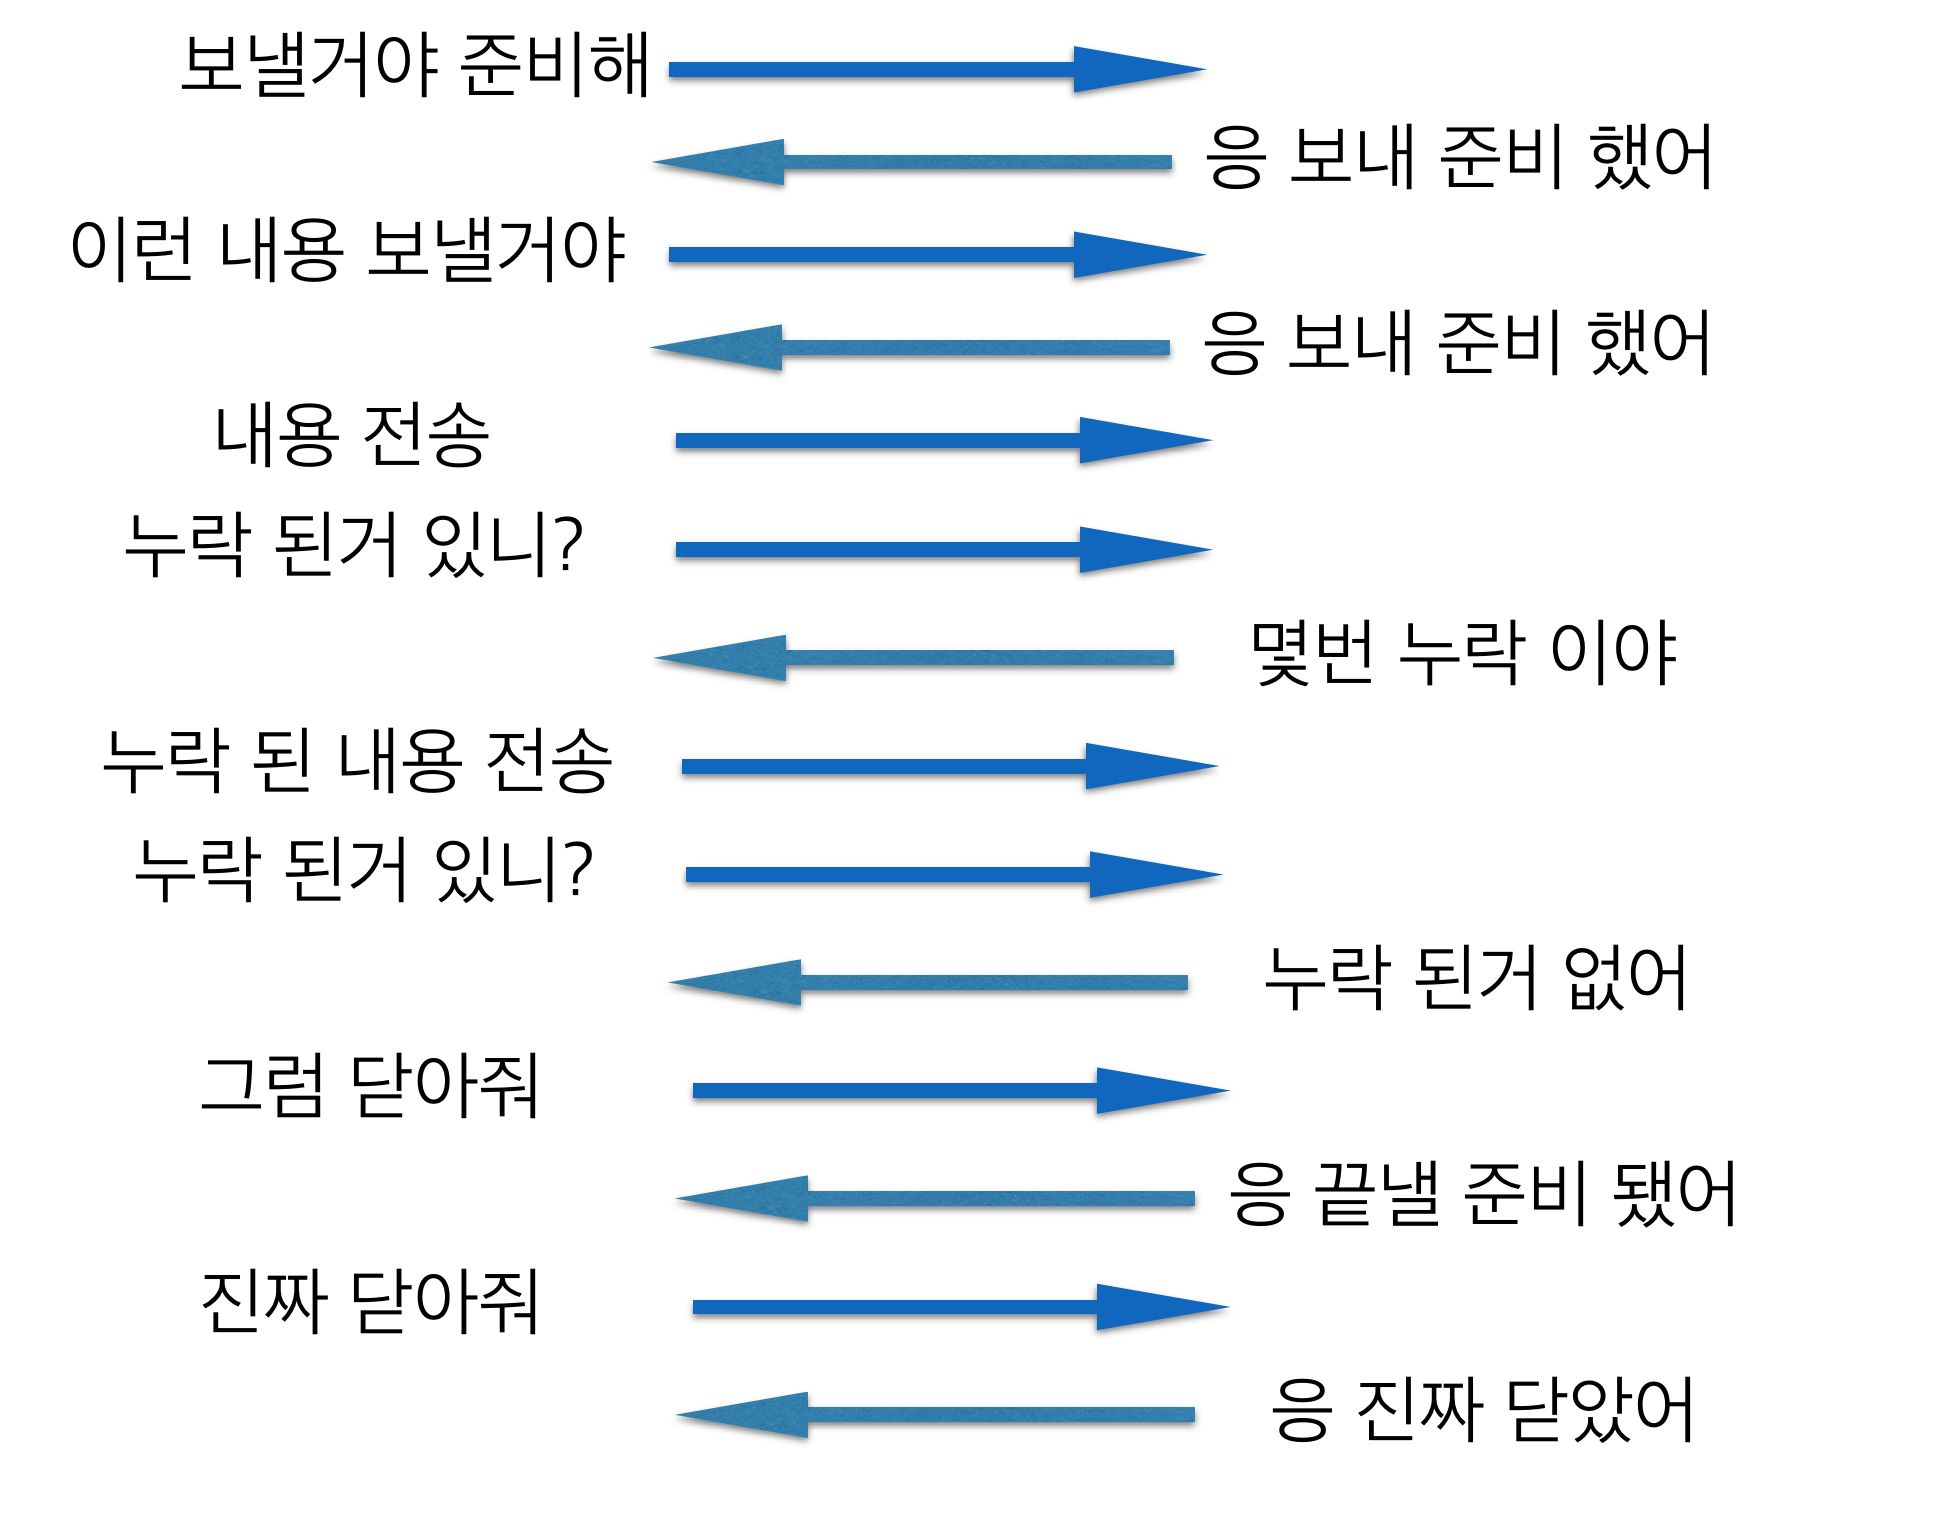 보낼거야 준비해
응 보내 준비 했어
이런 내용 보낼거야
응 보내 준비 했어
내용 전송
누락 된거 있니?
몇번 누락 이야
누락 된 내용 전송
누락 된거 있니?
누락 된거 없어
그럼 닫아줘
응 끝낼 준비 됐어
진짜 닫아줘
응 진짜 닫았어